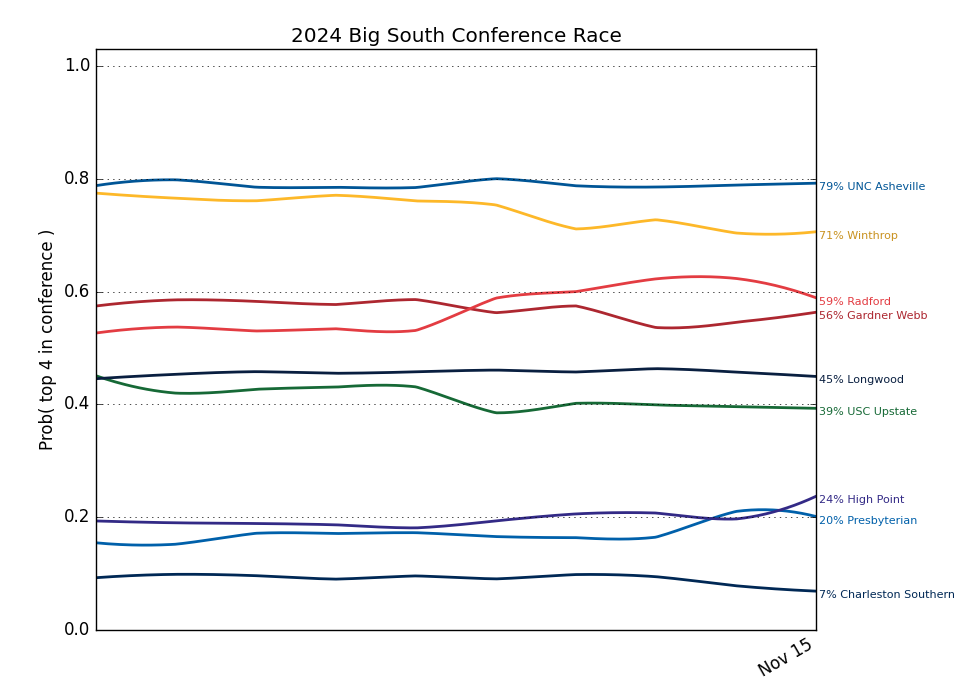 2024 Big South Conference Race
Prob( top 4 in conference )
1.0
0.8
0.6
0.4
0.2
0.0
79% UNC Asheville
71% Winthrop
59% Radford
56% Gardner Webb
45% Longwood
39% USC Upstate
24% High Point
20% Presbyterian
7% Charleston Southern
Nov 15